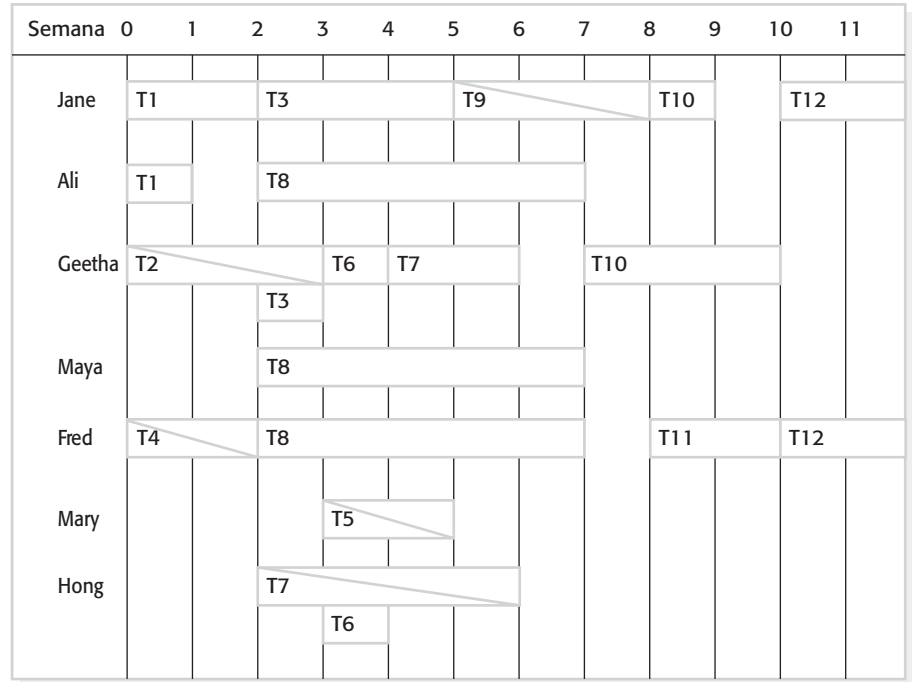 Semana 0 1 2 3 4 5 6 7 8 9 10 11
Jane T1 T3 T9 T10 T12
Ali T1 T8
Geetha T2 T6 T7 T10
T3
Maya T8
Fred T4 T8 T11 T12
Mary T5
Hong T7
T6